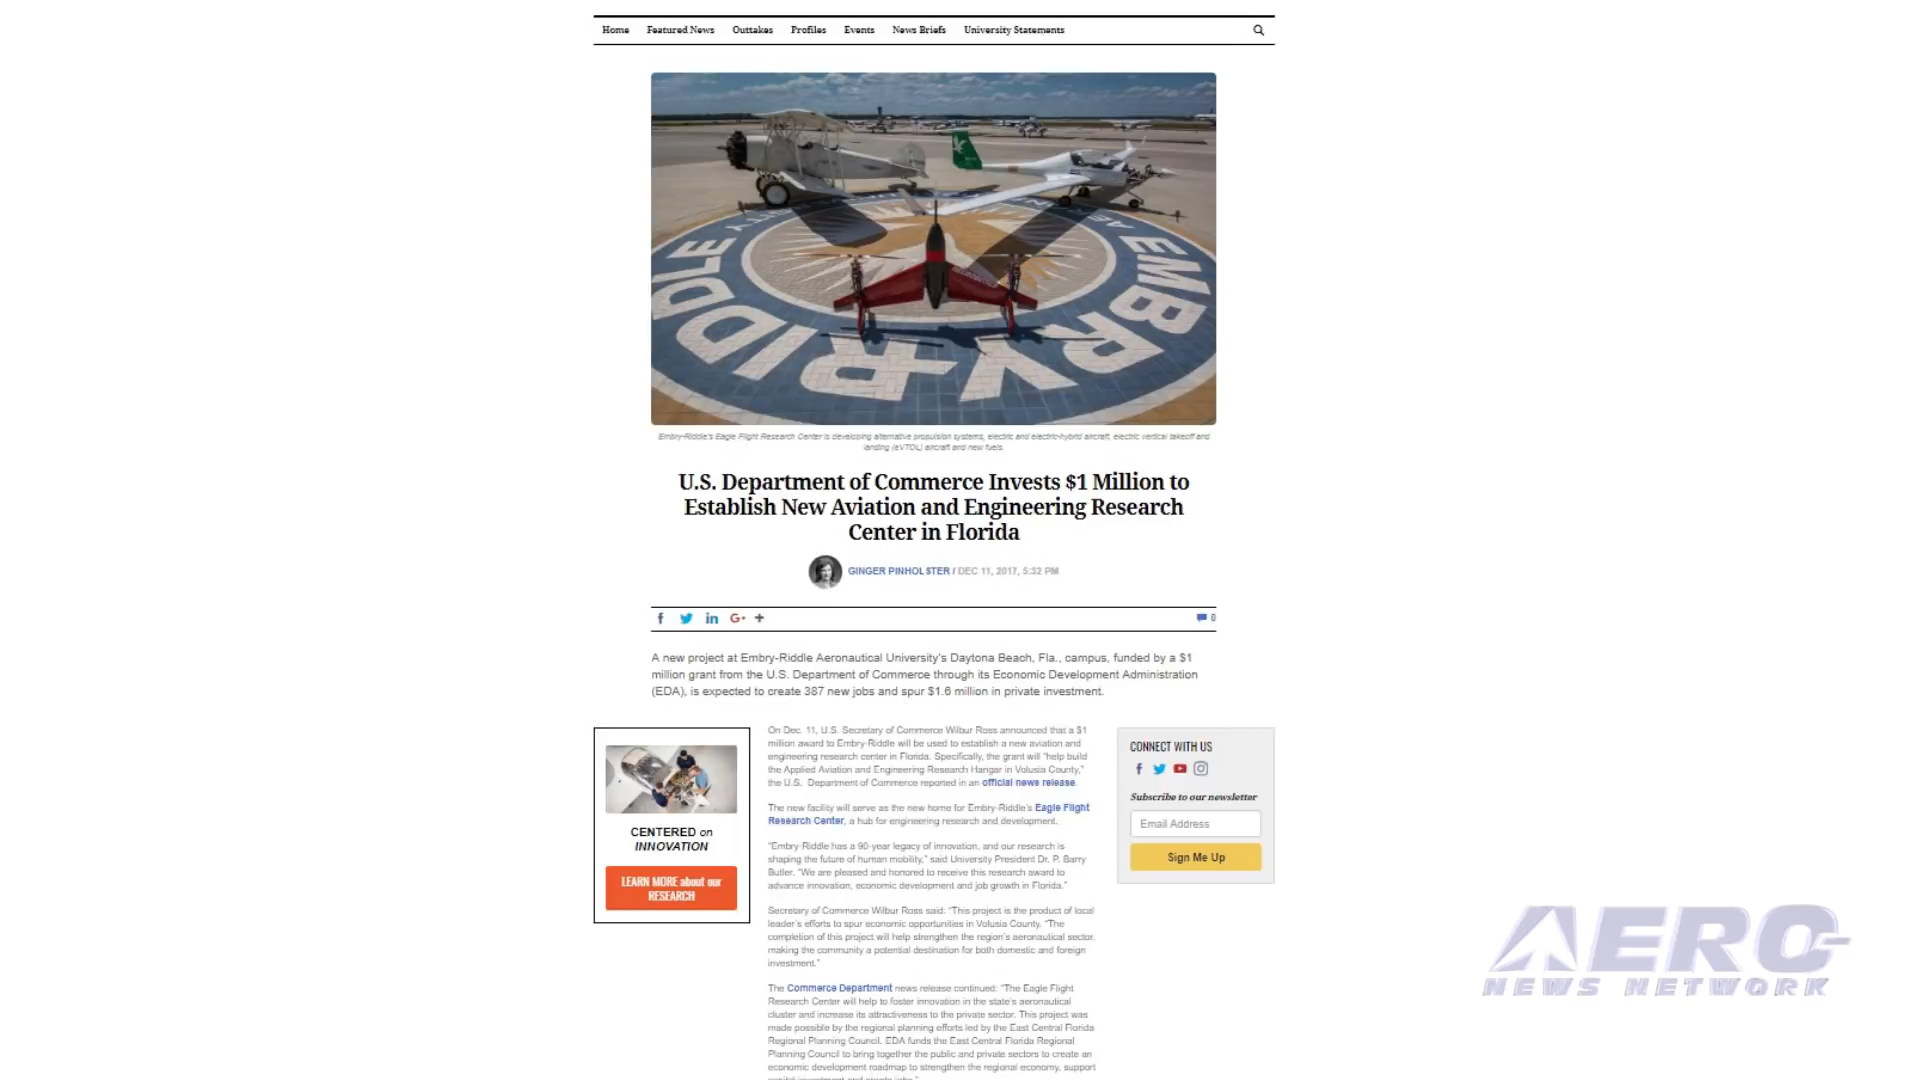 Home Featured News Outtakes Profiles Events News Briefs University Statements
EMBRY-RIDDLE
Embry-Riddle's Eagle Flight Research Center is developing alternative propulsion systems, electric and electric-hybrid aircraft, electric vertical takeoff and
landing (eVTOL) aircraft and new fuels.
U.S. Department of Commerce Invests $1 Million to
Establish New Aviation and Engineering Research
Center in Florida
GINGER PINHOLSTER / DEC 11, 2017, 5:32 PM
0
A new project at Embry-Riddle Aeronautical University's Daytona Beach, Fla., campus, funded by a $1
million grant from the U.S. Department of Commerce through its Economic Development Administration
(EDA), is expected to create 387 new jobs and spur $1.6 million in private investment.
CENTERED on
INNOVATION
LEARN MORE about our
RESEARCH
On Dec. 11, U.S. Secretary of Commerce Wilbur Ross announced that a $1
million award to Embry-Riddle will be used to establish a new aviation and
engineering research center in Florida. Specifically, the grant will "help build
the Applied Aviation and Engineering Research Hangar in Volusia County,"
the U.S. Department of Commerce reported in an official news release.
The new facility will serve as the new home for Embry-Riddle's Eagle Flight
Research Center, a hub for engineering research and development.
"Embry-Riddle has a 90-year legacy of innovation, and our research is
shaping the future of human mobility," said University President Dr. P. Barry
Butler. "We are pleased and honored to receive this research award to
advance innovation, economic development and job growth in Florida."
Secretary of Commerce Wilbur Ross said: "This project is the product of local
leader's efforts to spur economic opportunities in Volusia County. "The
completion of this project will help strengthen the region's aeronautical sector,
making the community a potential destination for both domestic and foreign
investment."
The Commerce Department news release continued: "The Eagle Flight
Research Center will help to foster innovation in the state's aeronautical
cluster and increase its attractiveness to the private sector. This project was
made possible by the regional planning efforts led by the East Central Florida
Regional Planning Council. EDA funds the East Central Florida Regional
Planning Council to bring together the public and private sectors to create an
economic development roadmap to strengthen the regional economy, support
CONNECT WITH US
Subscribe to our newsletter
Email Address
Sign Me Up
AERO
NEWS NETWORK